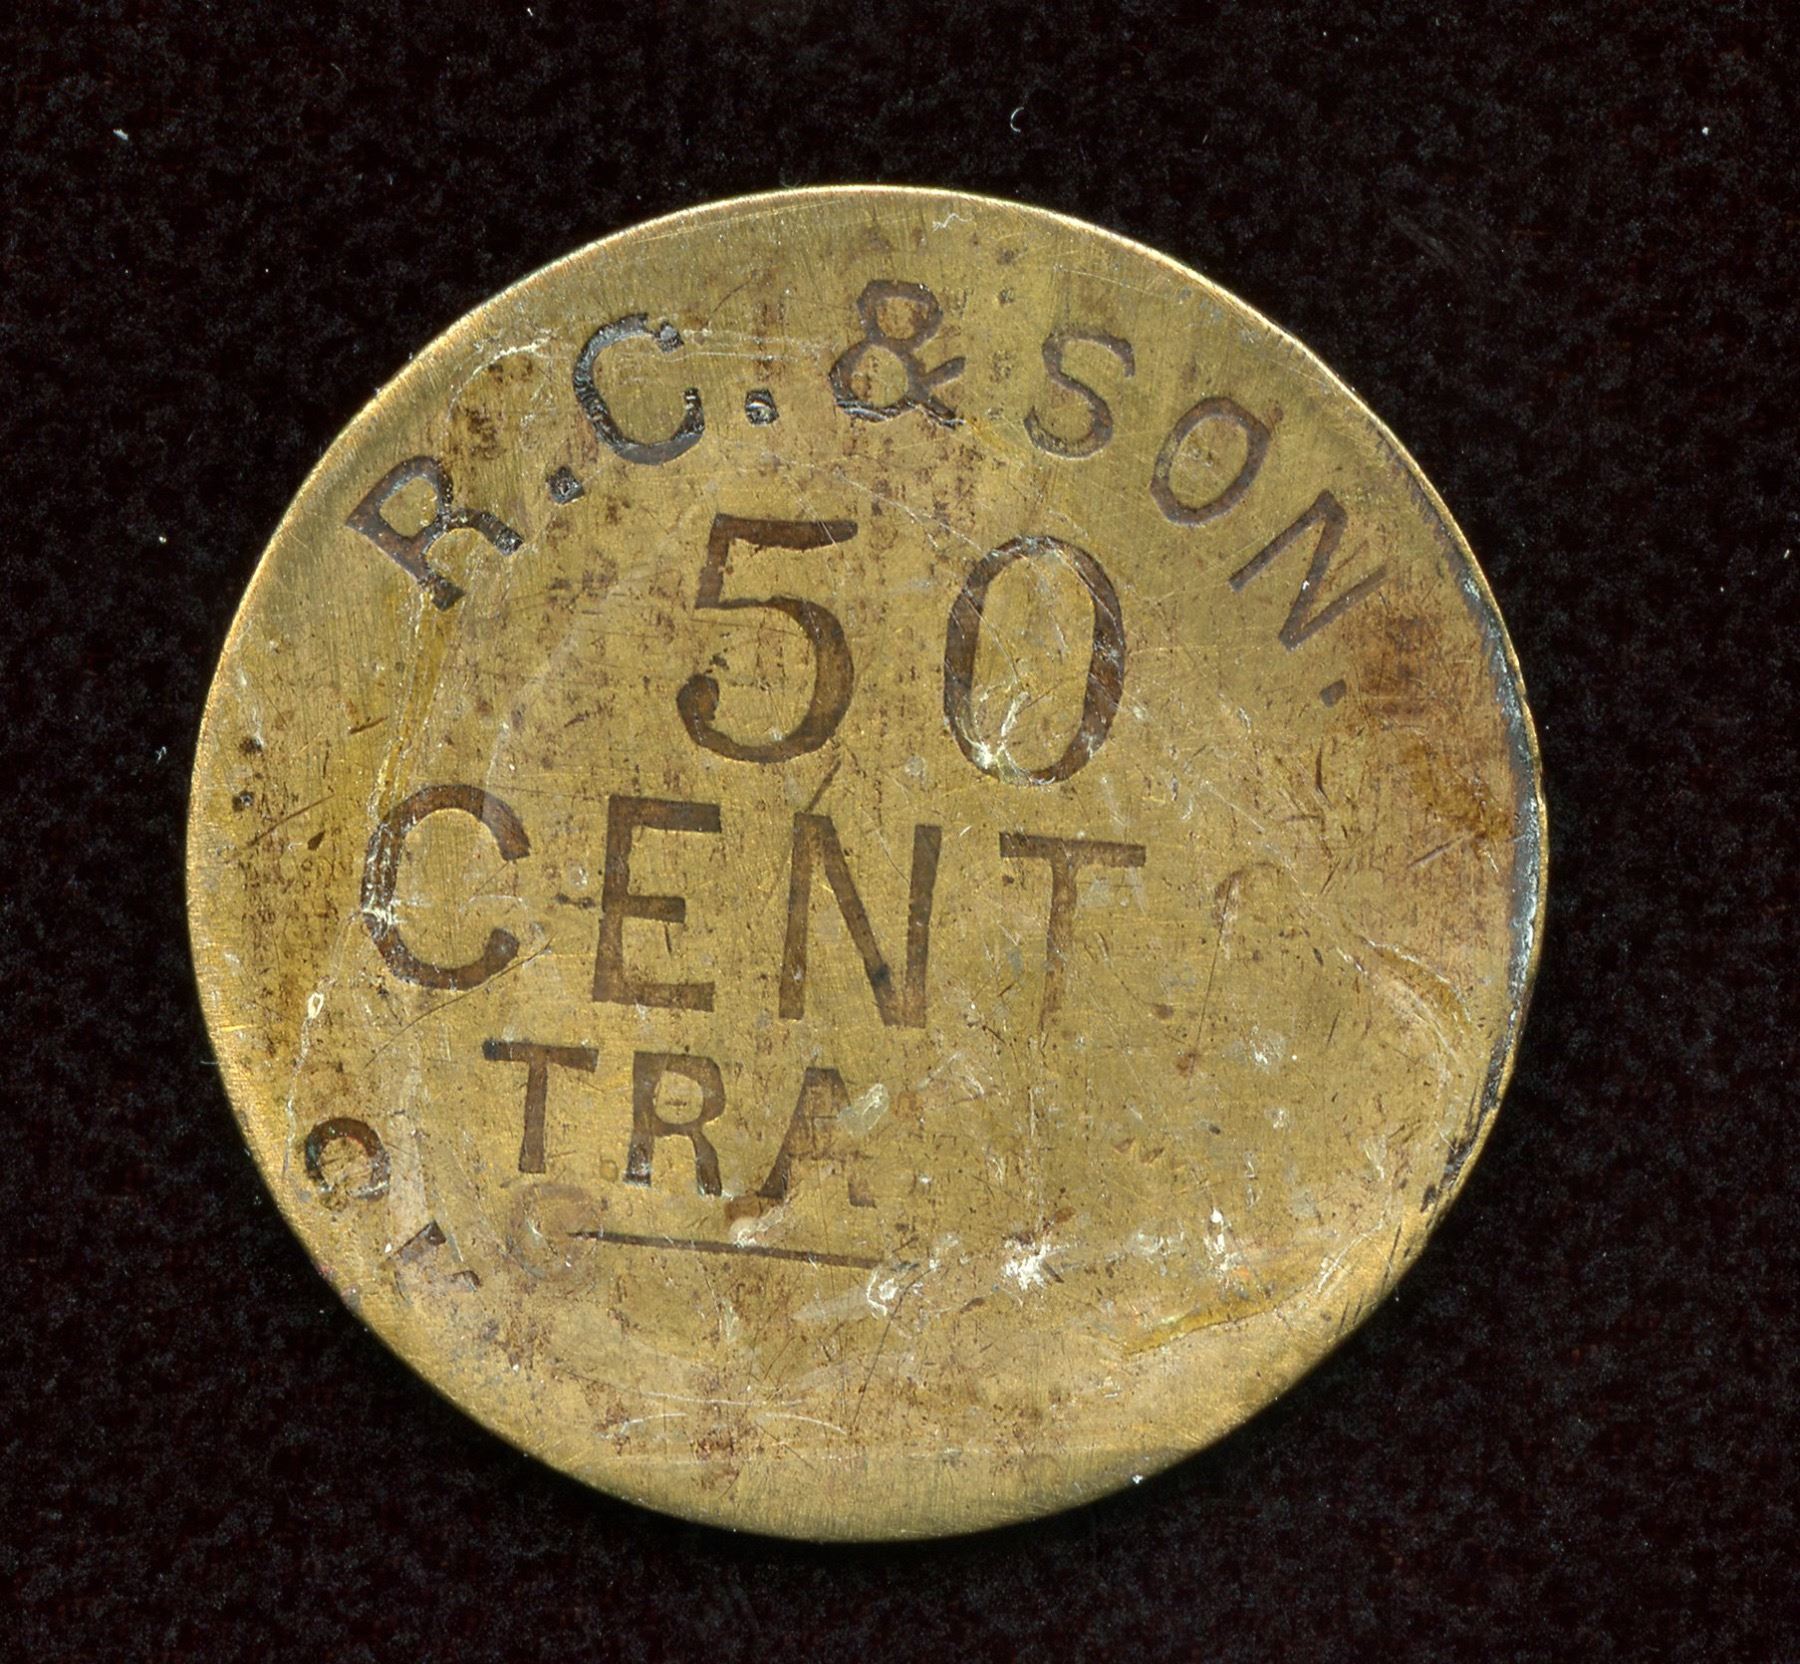 R.C. & SON.
50
CENT
TRA